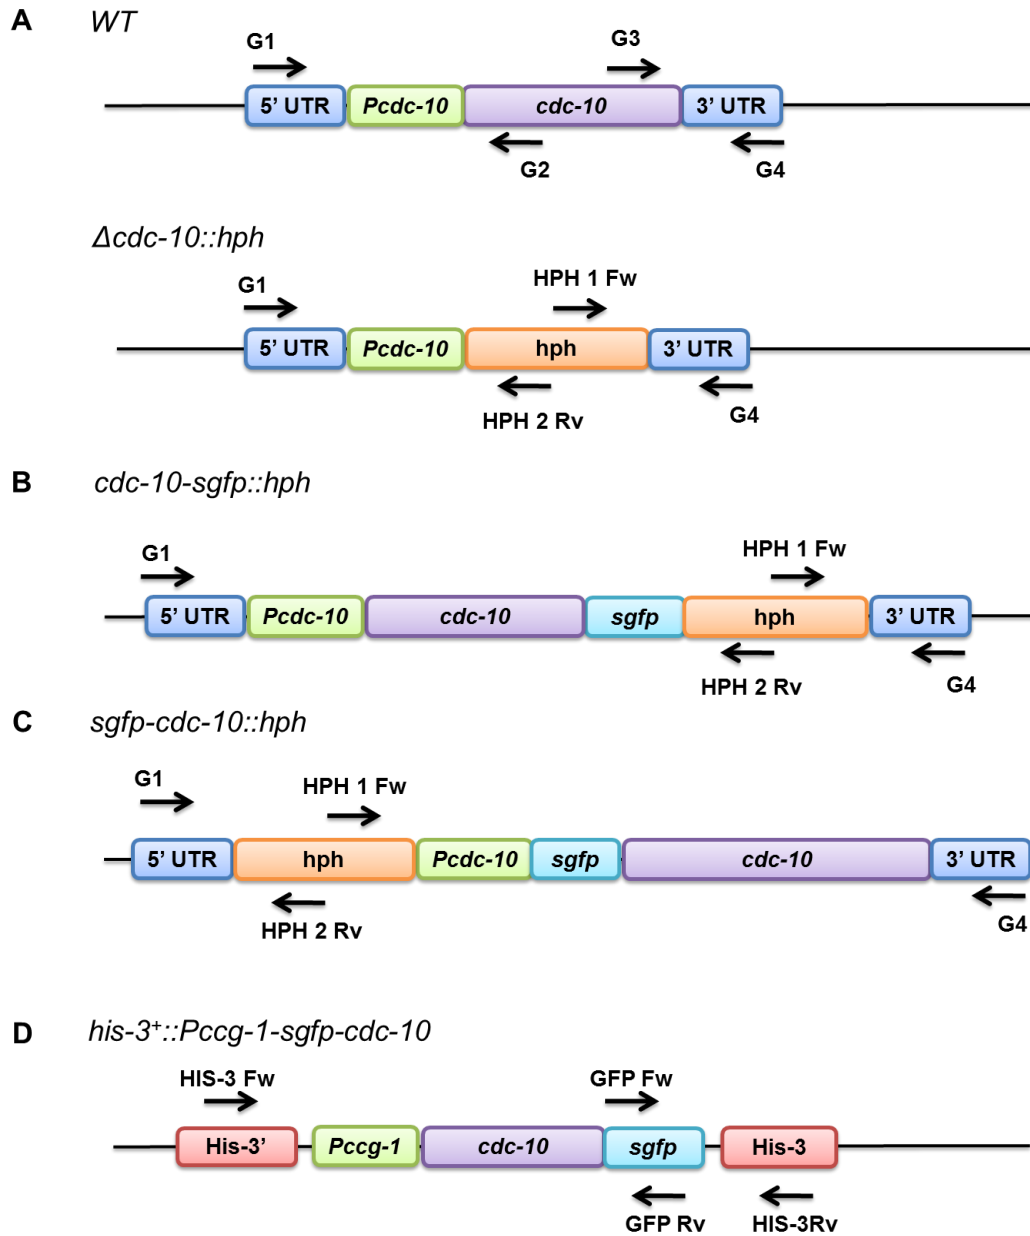 A WT
G1 G3
5’ UTR Pcdc-10 cdc-10 3’ UTR
G2 G4
Δcdc-10::hph
G1 HPH 1 Fw
5’ UTR Pcdc-10 hph 3’ UTR
HPH 2 Rv G4
B cdc-10-sgfp::hph
G1 HPH 1 Fw
5’ UTR Pcdc-10 cdc-10 sgfp hph 3’ UTR
HPH 2 Rv G4
C sgfp-cdc-10::hph
G1 HPH 1 Fw
5’ UTR hph Pcdc-10 sgfp cdc-10 3’ UTR
HPH 2 Rv G4
D his-3⁺::Pccg-1-sgfp-cdc-10
HIS-3 Fw GFP Fw
His-3’ Pccg-1 cdc-10 sgfp His-3
GFP Rv HIS-3Rv